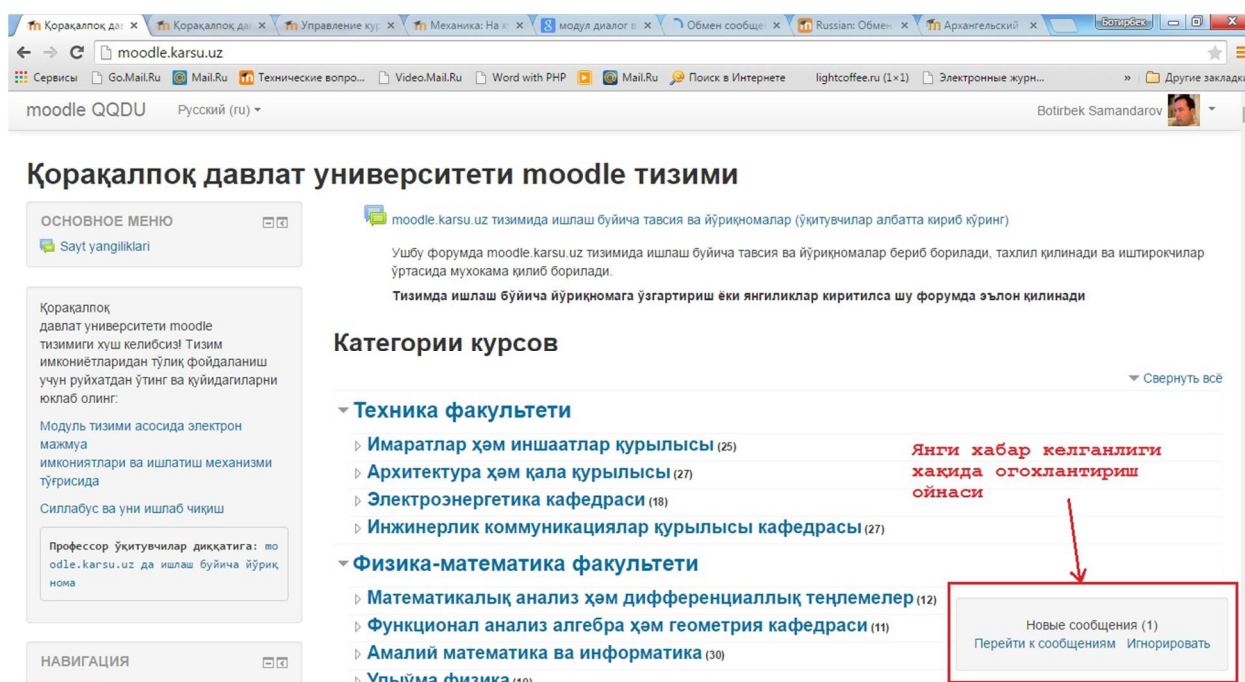 Қорақалпоқ дав
Қорақалпоқ дав
Управление кур
Механика: На к
модул диалог в
Обмен сообще
Russian: Обмен
Архангельский
Ботирбек
moodle.karsu.uz
Сервисы Go.Mail.Ru Mail.Ru Технические вопро... Video.Mail.Ru Word with PHP Mail.Ru Поиск в Интернете lightcoffee.ru (1×1) Электронные журн... » Другие закладки
moodle QQDU Русский (ru) Botirbek Samandarov
Қорақалпоқ давлат университети moodle тизими
ОСНОВНОЕ МЕНЮ
Sayt yangiliklari
Қорақалпоқ
давлат университети moodle
тизимиги хуш келибсиз! Тизим
имкониётларидан тўлиқ фойдаланиш
учун руйхатдан ўтинг ва қуйидагиларни
юклаб олинг:
Модуль тизими асосида электрон
мажмуа
имкониятлари ва ишлатиш механизми
тўғрисида
Силлабус ва уни ишлаб чиқиш
Профессор ўқитувчилар диққатига: mo
odle.karsu.uz да ишлаш буйича йўриқ
нома
НАВИГАЦИЯ
moodle.karsu.uz тизимида ишлаш буйича тавсия ва йўриқномалар (ўқитувчилар албатта кириб кўринг)
Ушбу форумда moodle.karsu.uz тизимида ишлаш буйича тавсия ва йўриқномалар бериб борилади, тахлил қилинади ва иштирокчилар
ўртасида мухокама қилиб борилади.
Тизимда ишлаш бўйича йўриқномага ўзгартириш ёки янгиликлар киритилса шу форумда эълон қилинади
Категории курсов
Свернуть всё
Техника факультети
Имаратлар ҳәм иншаатлар қурылысы (25)
Архитектура ҳәм қала қурылысы (27)
Электроэнергетика кафедраси (18)
Инжинерлик коммуникациялар қурылысы кафедрасы (27)
Физика-математика факультети
Математикалық анализ ҳәм дифференциаллық теңлемелер (12)
Функционал анализ алгебра ҳәм геометрия кафедраси (11)
Амалий математика ва информатика (30)
Улыўма физика (19)
Янги хабар келганлиги
хақида огохлантириш
ойнаси
Новые сообщения (1)
Перейти к сообщениям Игнорировать